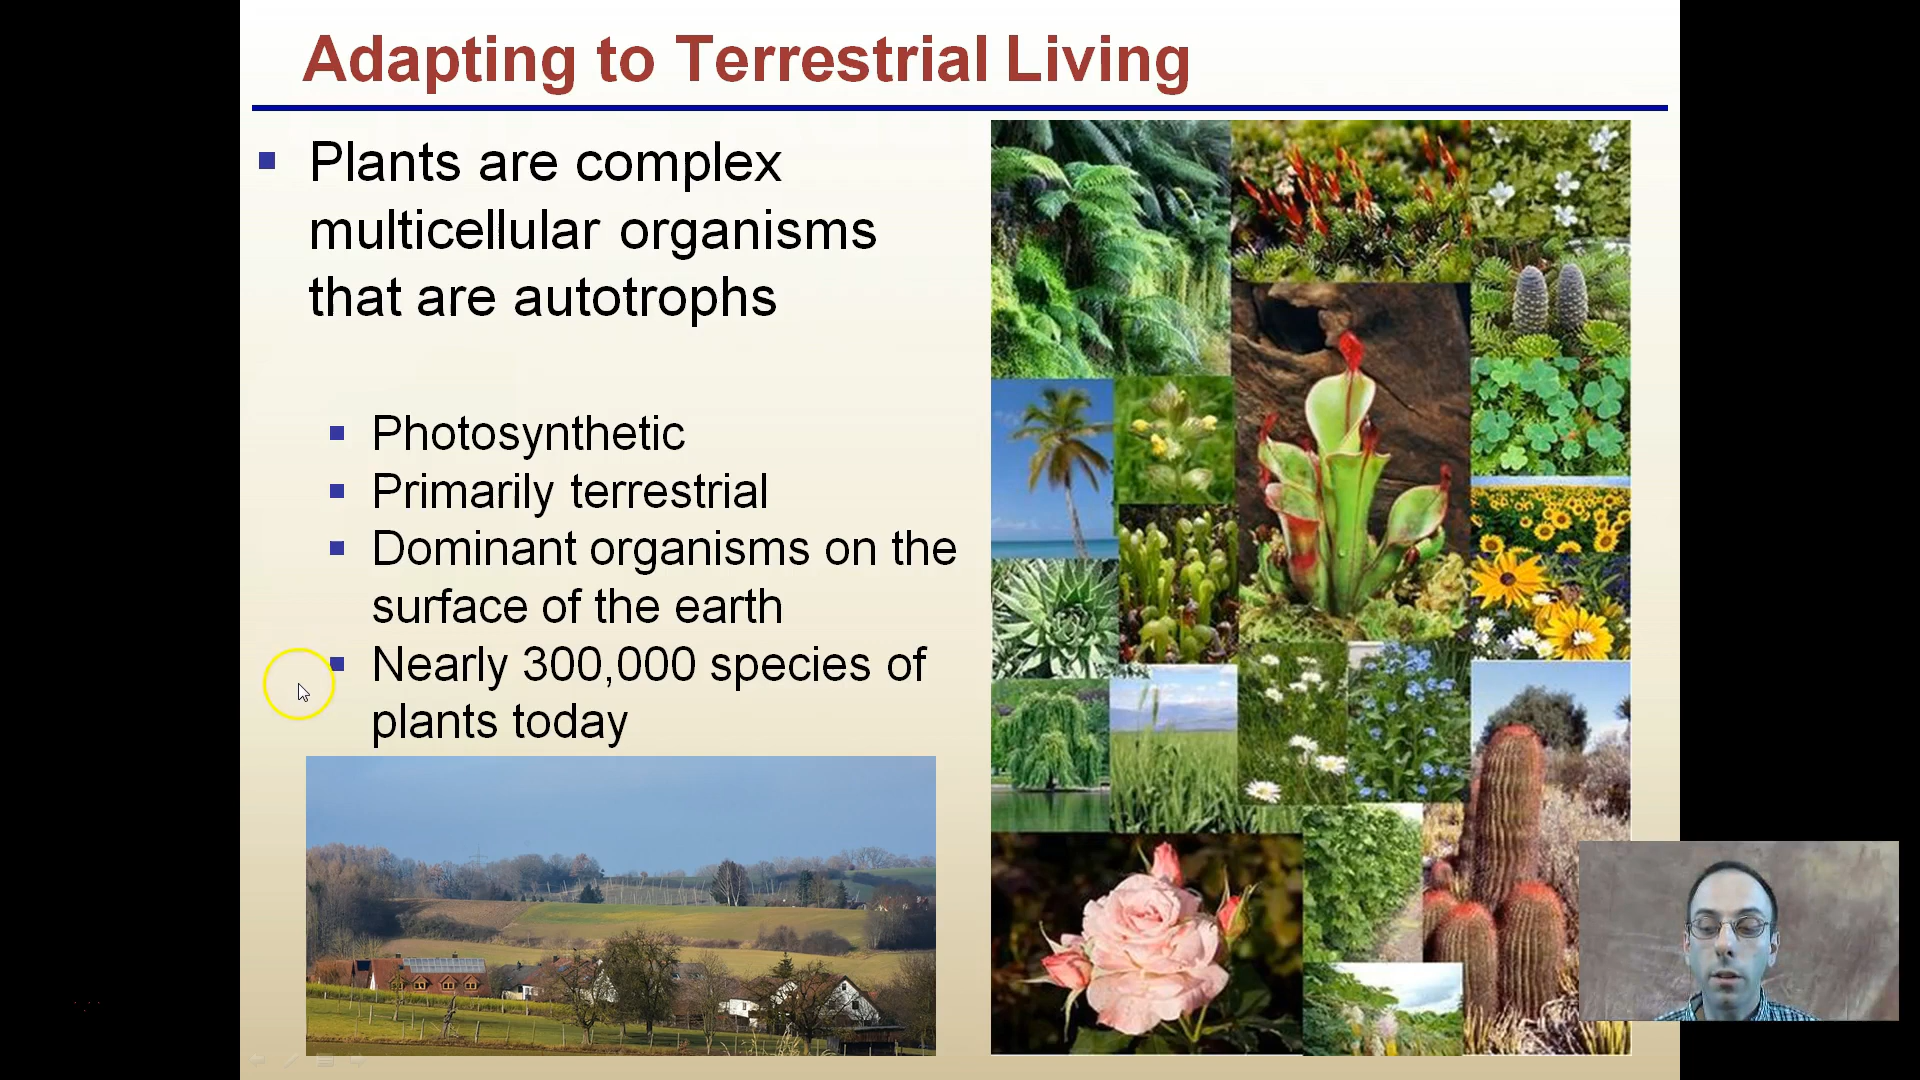 Adapting to Terrestrial Living
Plants are complex
multicellular organisms
that are autotrophs
Photosynthetic
Primarily terrestrial
Dominant organisms on the
surface of the earth
Nearly 300,000 species of
plants today